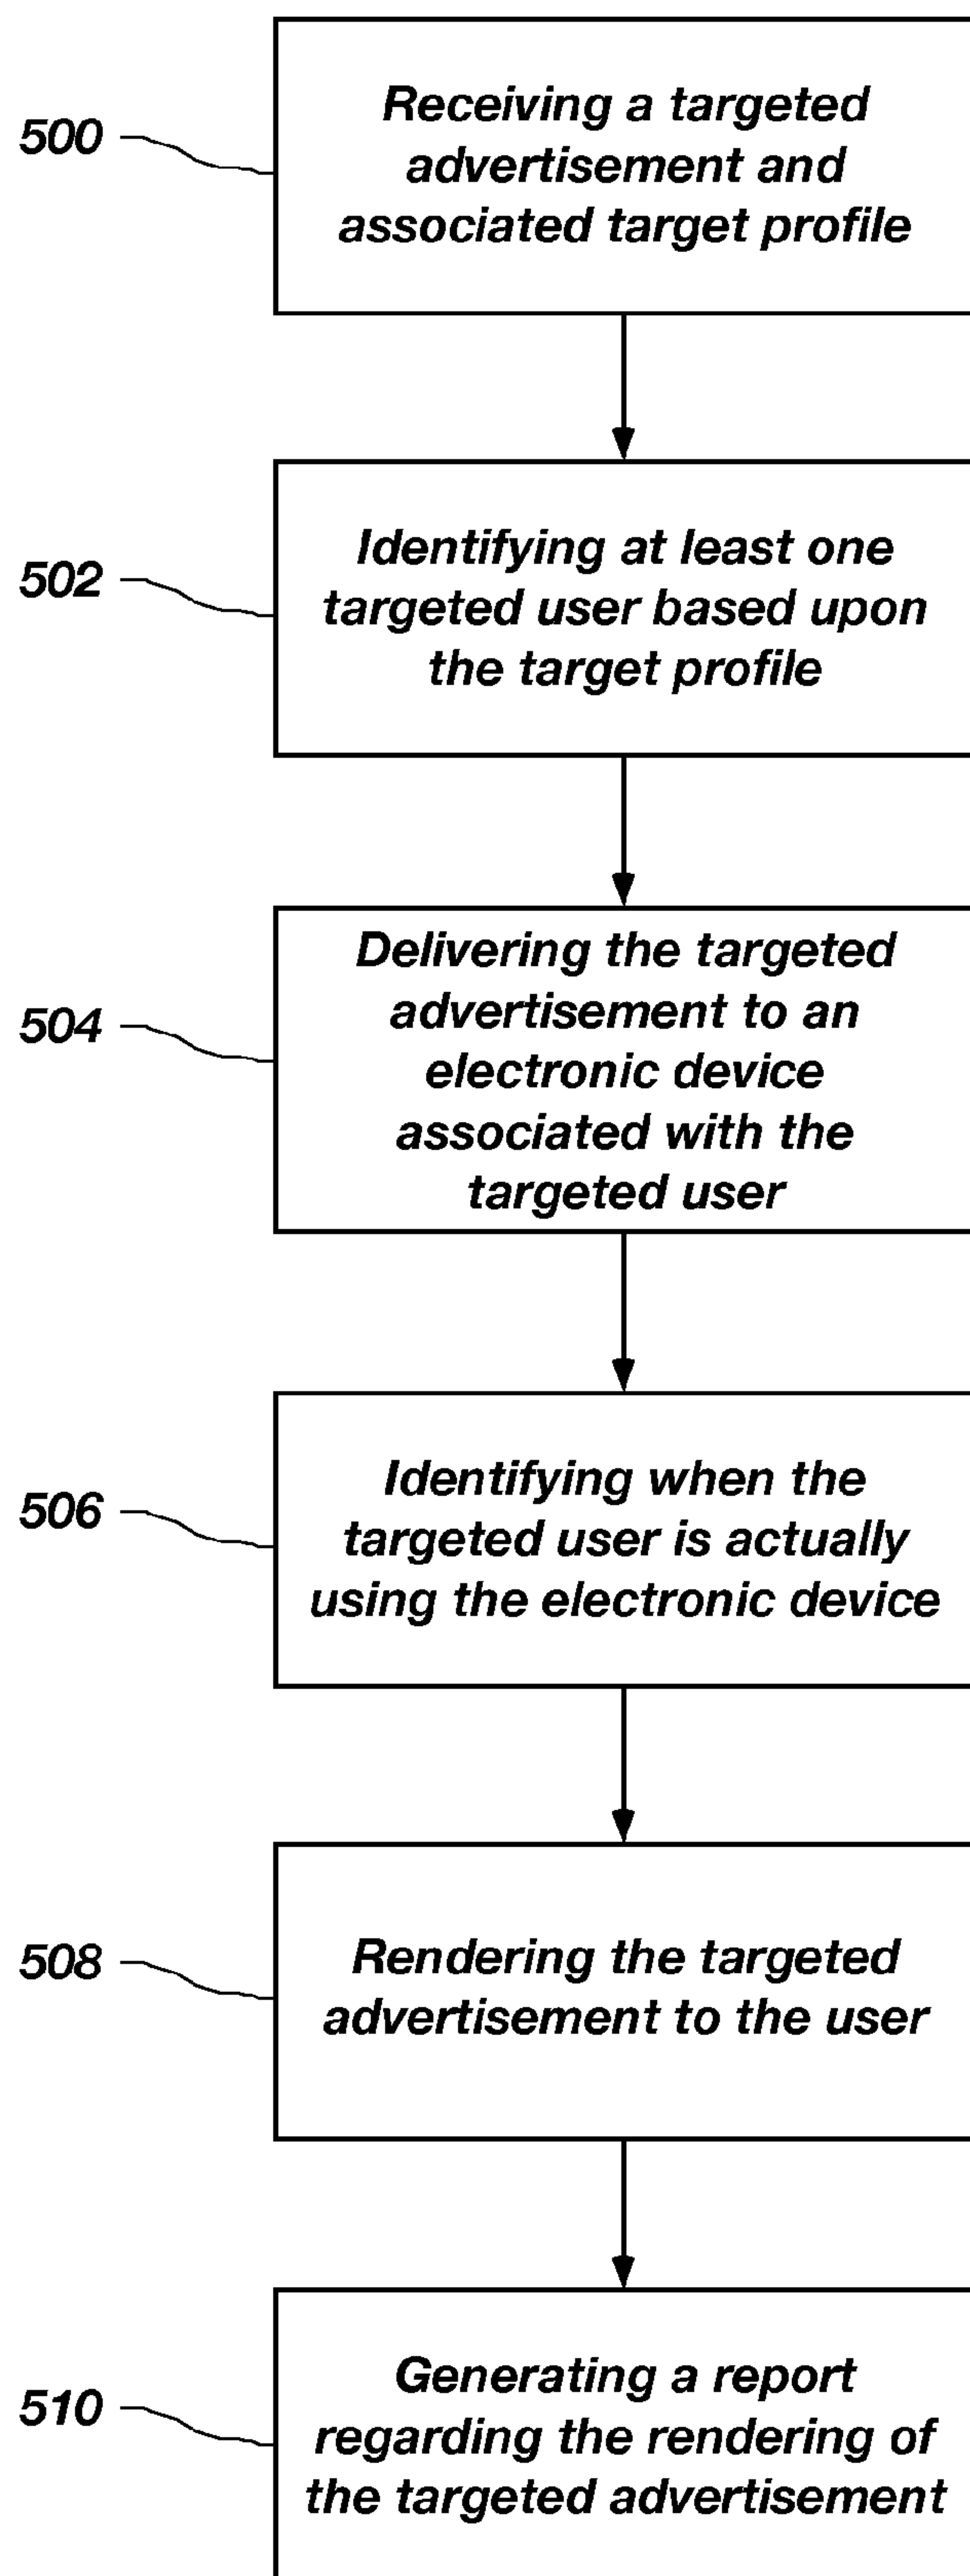 500
Receiving a targeted
advertisement and
associated target profile
502
Identifying at least one
targeted user based upon
the target profile
504
Delivering the targeted
advertisement to an
electronic device
associated with the
targeted user
506
Identifying when the
targeted user is actually
using the electronic device
508
Rendering the targeted
advertisement to the user
510
Generating a report
regarding the rendering of
the targeted advertisement